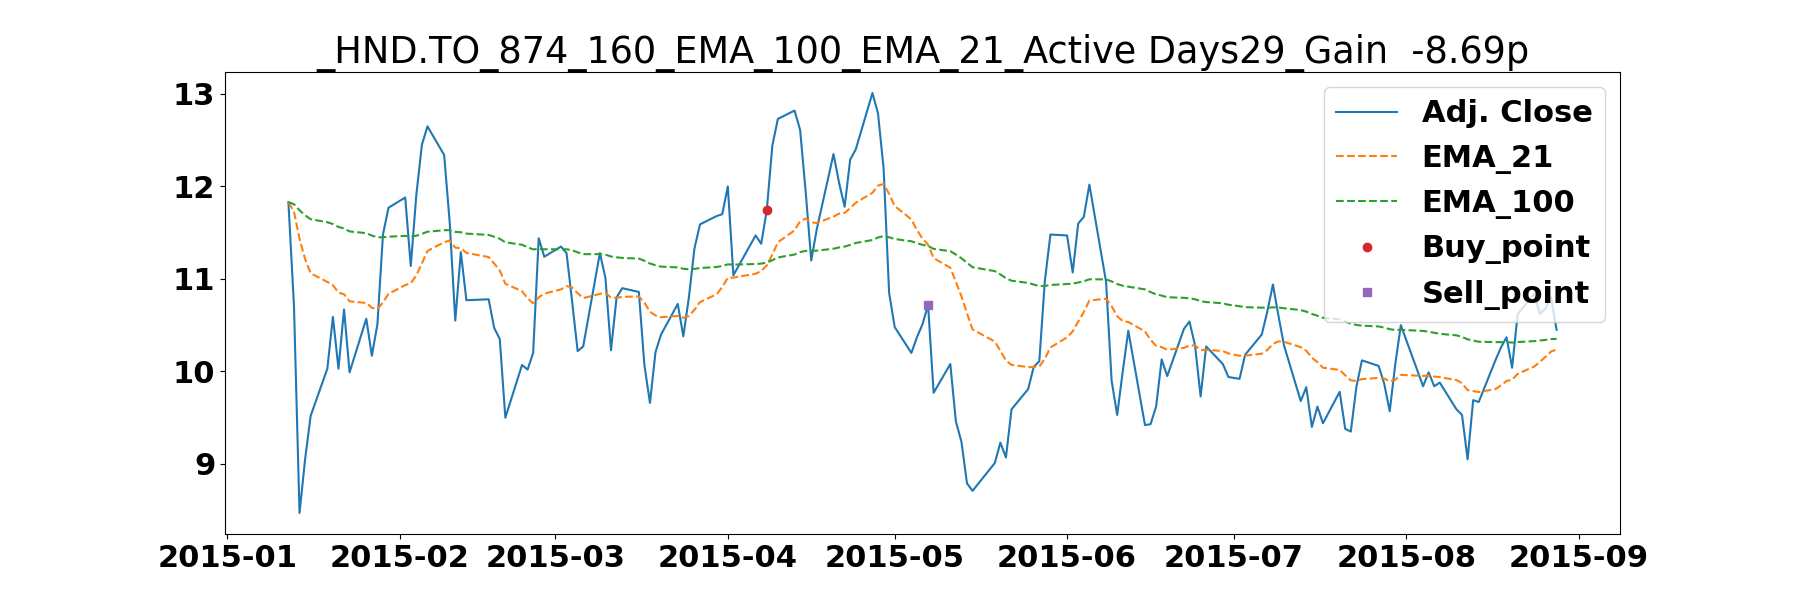 _HND.TO_874_160_EMA_100_EMA_21_Active Days29_Gain  -8.69p
13
12
11
10
9
Adj. Close
EMA_21
EMA_100
Buy_point
Sell_point
2015-01 2015-02 2015-03 2015-04 2015-05 2015-06 2015-07 2015-08 2015-09